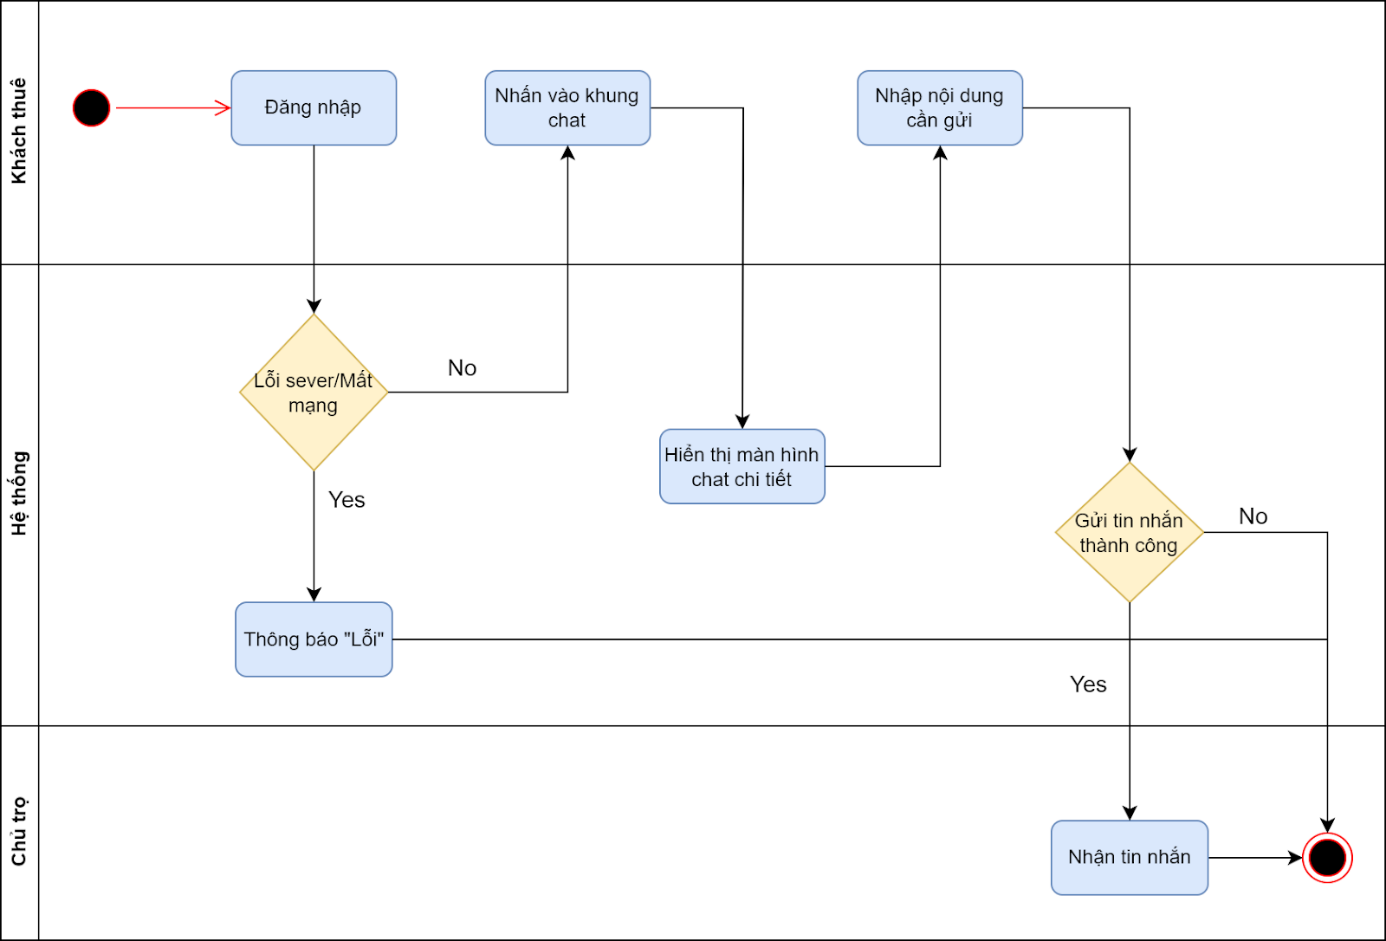 Khách thuê
Đăng nhập
Nhấn vào khung
chat
Nhập nội dung
cần gửi
Hệ thống
Lỗi sever/Mất
mạng
No
Yes
Hiển thị màn hình
chat chi tiết
Gửi tin nhắn
thành công
No
Thông báo "Lỗi"
Yes
Chủ trọ
Nhận tin nhắn